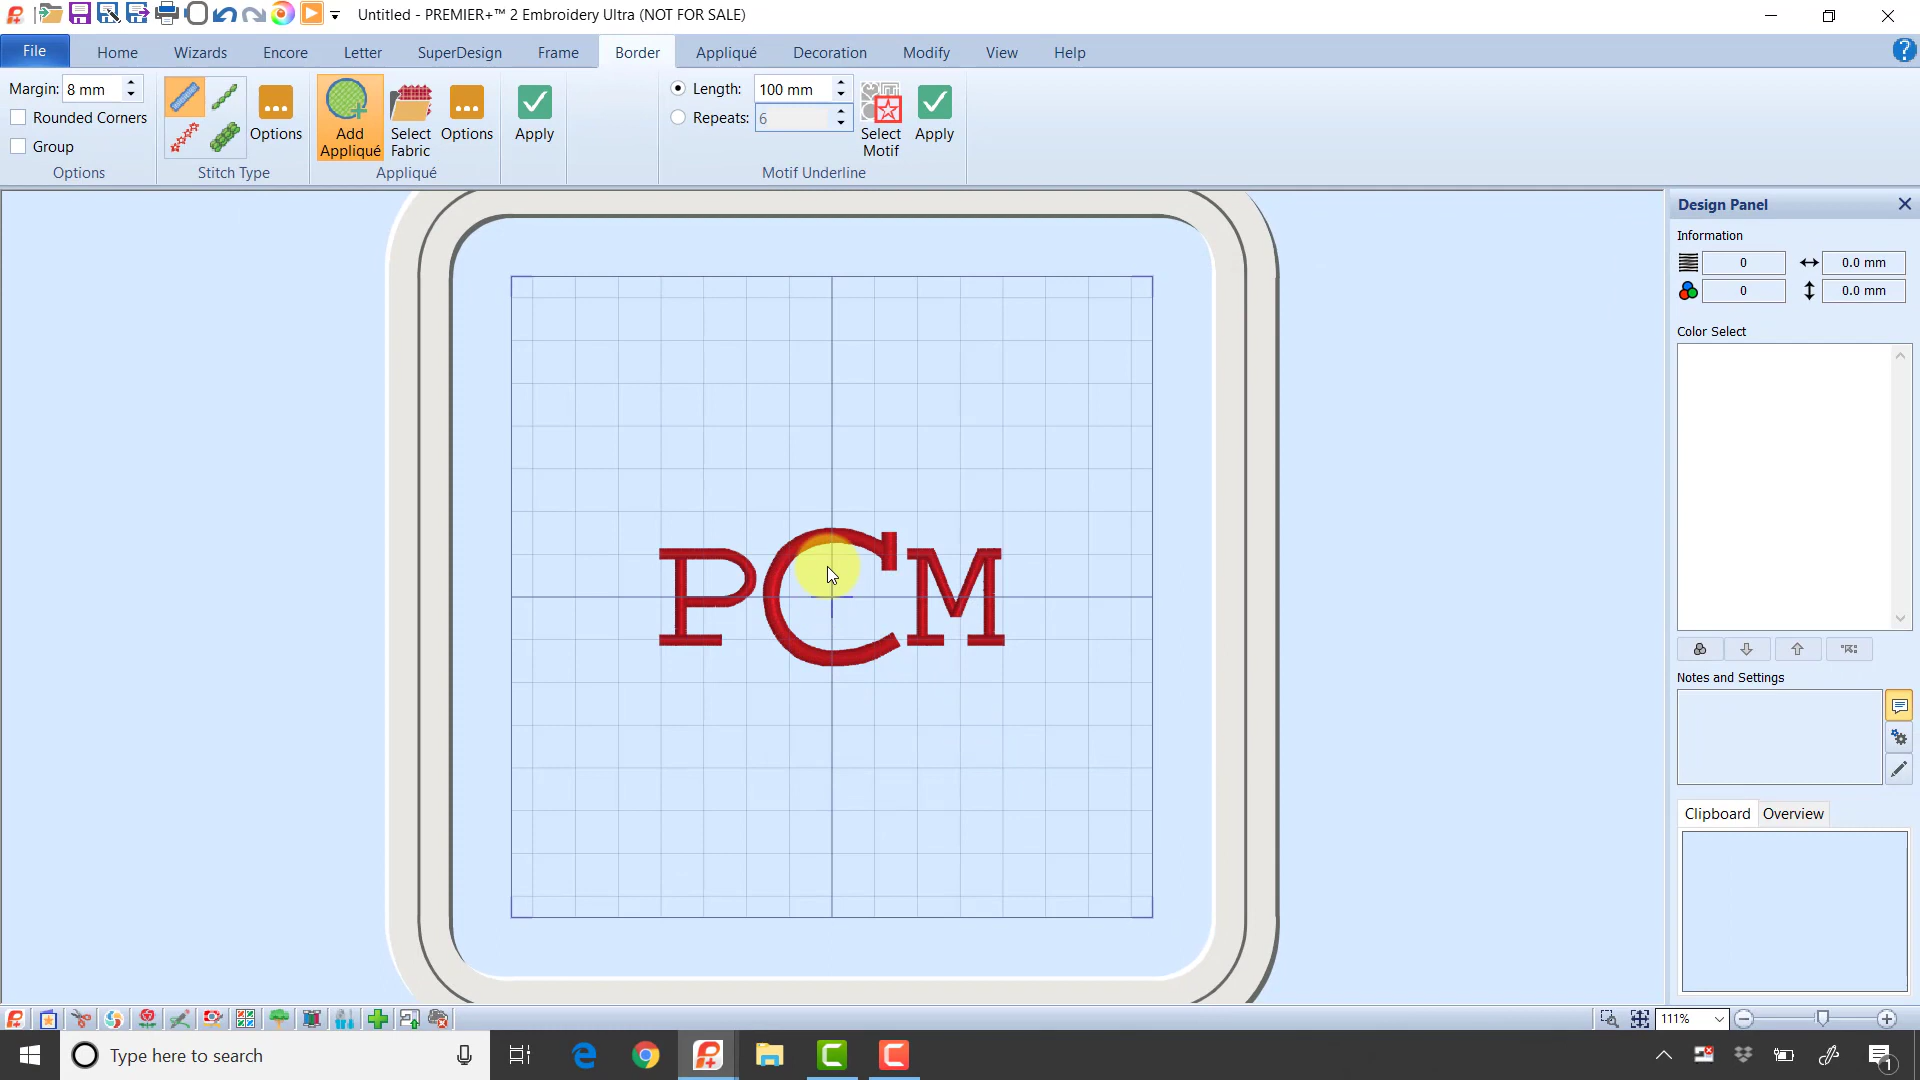 Untitled - PREMIER+™ 2 Embroidery Ultra (NOT FOR SALE)
File Home Wizards Encore Letter SuperDesign Frame Border Appliqué Decoration Modify View Help
Margin: 8 mm
Rounded Corners
Group
Options
Options
Stitch Type
Add Appliqué
Select Fabric
Options
Appliqué
Apply
Length: 100 mm
Repeats: 6
Select Motif
Apply
Motif Underline
Design Panel
Information
0 0.0 mm
0 0.0 mm
Color Select
PCM
Notes and Settings
Clipboard Overview
111%
Type here to search
1